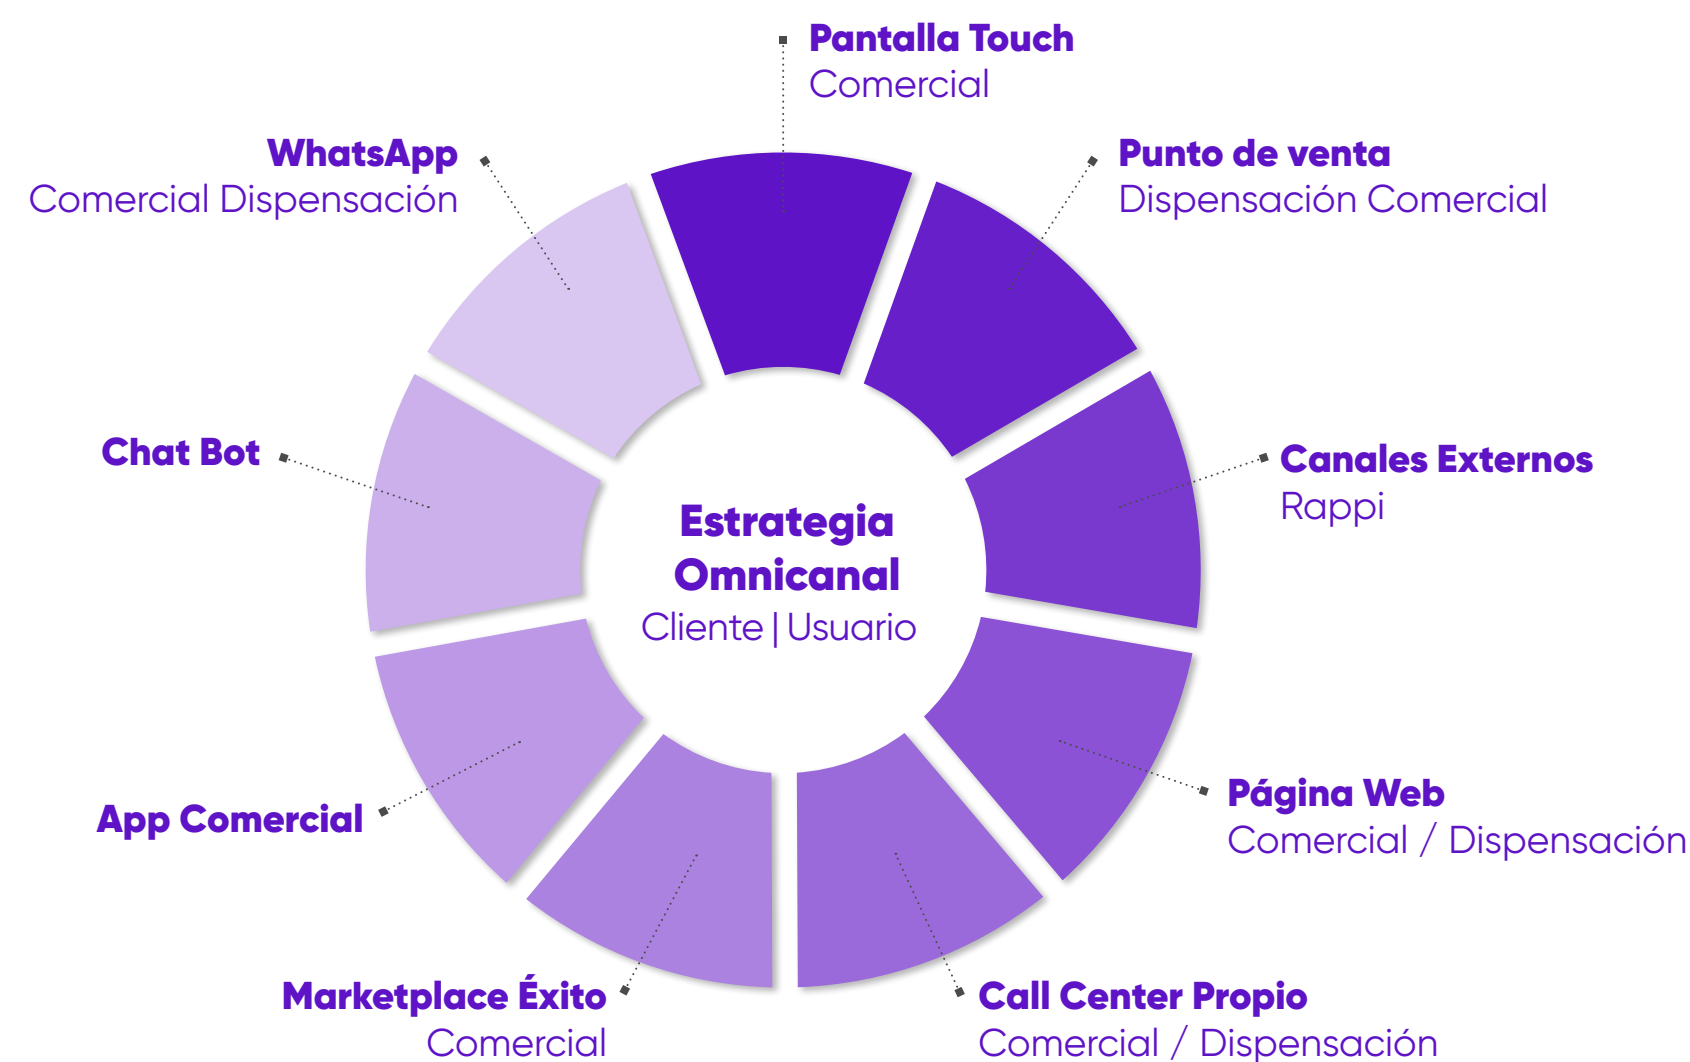 Pantalla Touch
Comercial
WhatsApp
Comercial Dispensación
Punto de venta
Dispensación Comercial
Chat Bot
Canales Externos
Rappi
Estrategia
Omnicanal
Cliente | Usuario
App Comercial
Página Web
Comercial / Dispensación
Marketplace Éxito
Comercial
Call Center Propio
Comercial / Dispensación